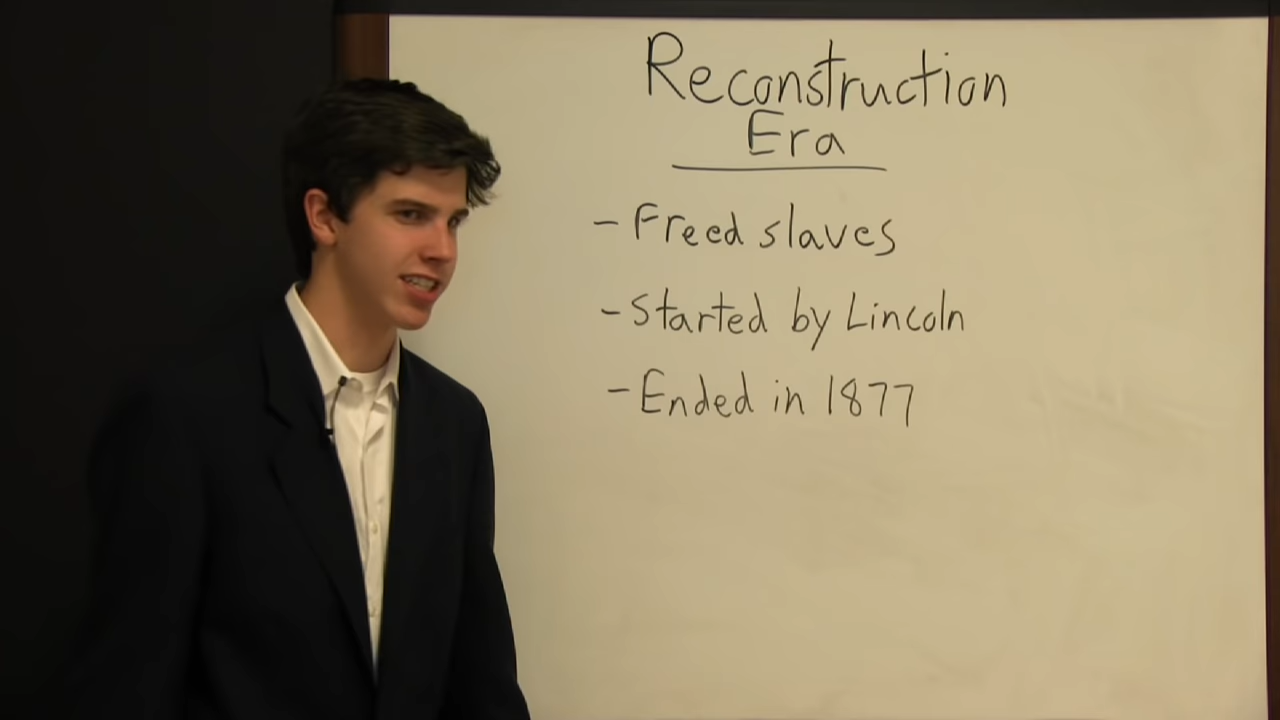 Reconstruction
Era
- Freed slaves
- Started by Lincoln
- Ended in 1877